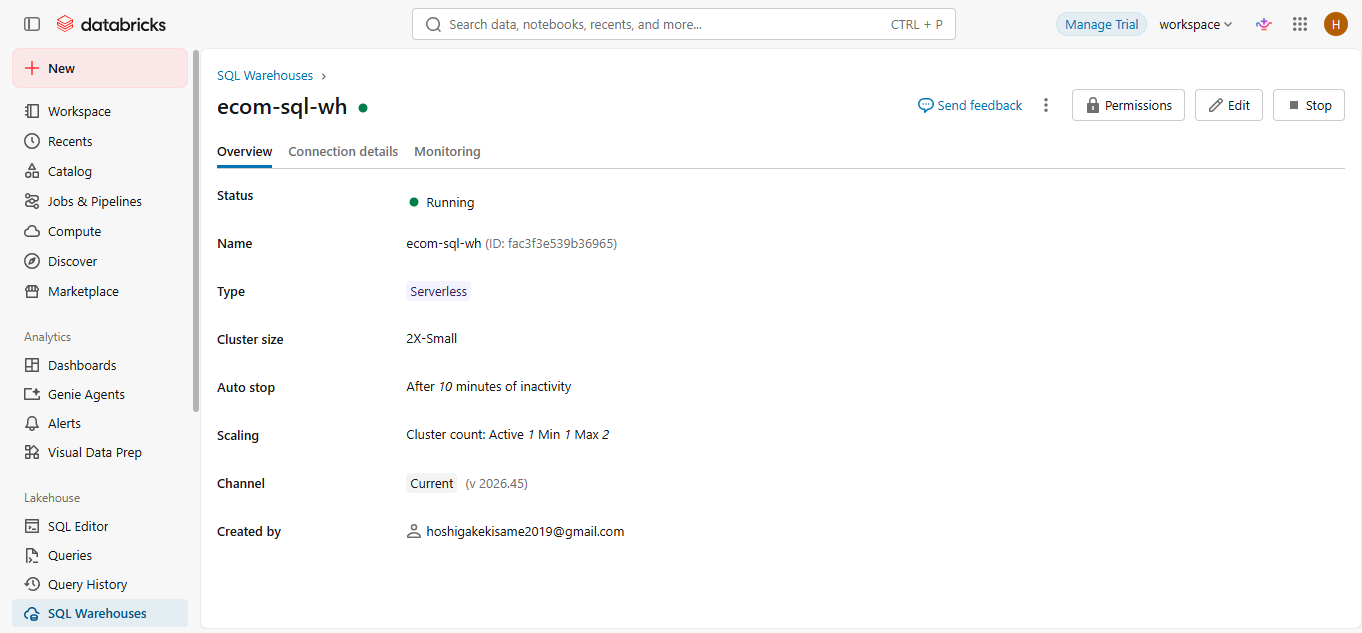 databricks
Search data, notebooks, recents, and more... CTRL + P
Manage Trial workspace H
New
Workspace
Recents
Catalog
Jobs & Pipelines
Compute
Discover
Marketplace
Analytics
Dashboards
Genie Agents
Alerts
Visual Data Prep
Lakehouse
SQL Editor
Queries
Query History
SQL Warehouses
SQL Warehouses ›
ecom-sql-wh
Send feedback Permissions Edit Stop
Overview Connection details Monitoring
Status Running
Name ecom-sql-wh (ID: fac3f3e539b36965)
Type Serverless
Cluster size 2X-Small
Auto stop After 10 minutes of inactivity
Scaling Cluster count: Active 1 Min 1 Max 2
Channel Current (v 2026.45)
Created by hoshigakekisame2019@gmail.com